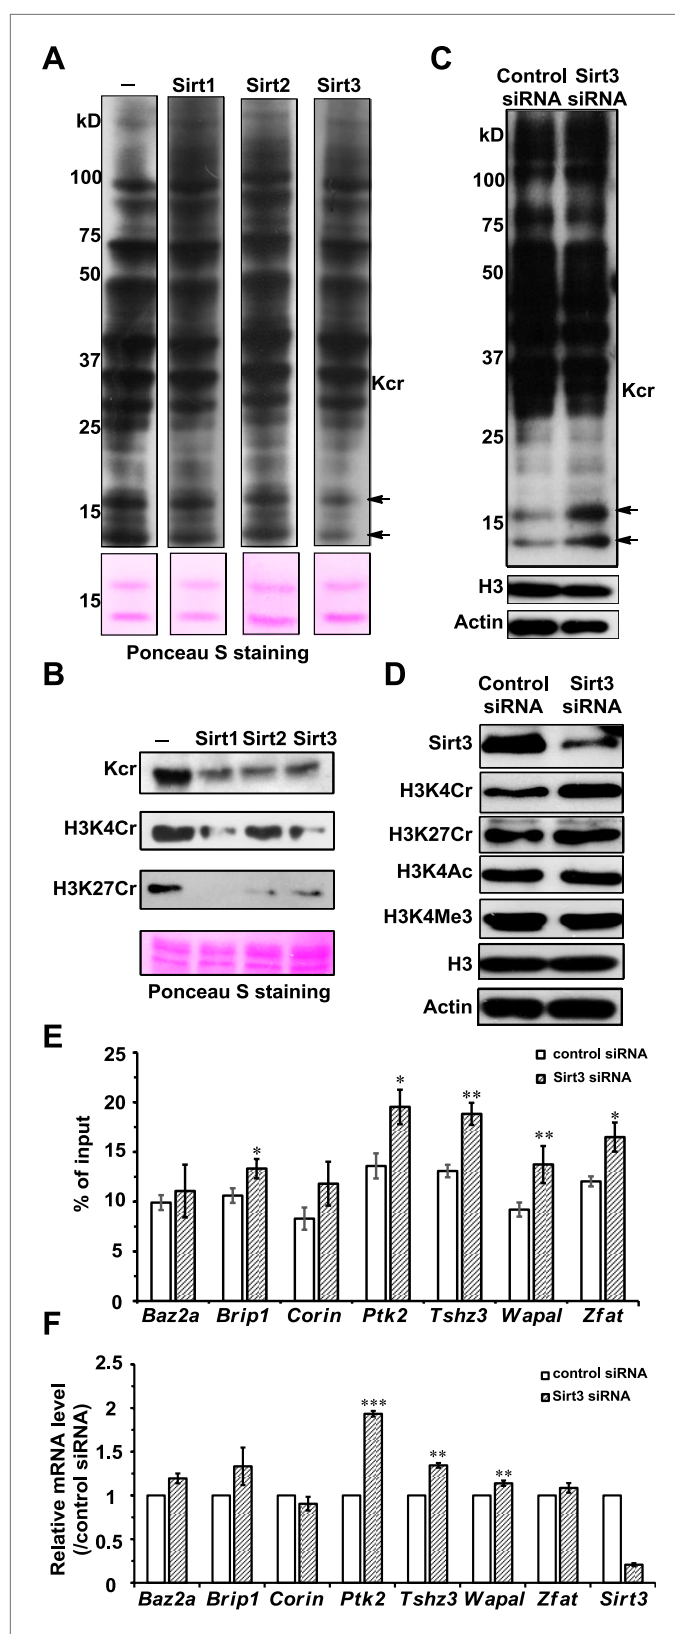 A
– Sirt1 Sirt2 Sirt3
kD
100
75
50
37
25
15
Kcr
15
Ponceau S staining
B
– Sirt1 Sirt2 Sirt3
Kcr
H3K4Cr
H3K27Cr
Ponceau S staining
C
Control Sirt3
siRNA siRNA
kD
100
75
50
37
25
15
Kcr
H3
Actin
D
Control Sirt3
siRNA siRNA
Sirt3
H3K4Cr
H3K27Cr
H3K4Ac
H3K4Me3
H3
Actin
E
% of input
25
20
15
10
5
0
control siRNA
Sirt3 siRNA
* * ** ** *
Baz2a Brip1 Corin Ptk2 Tshz3 Wapal Zfat
F
Relative mRNA level
(/control siRNA)
2.5
2
1.5
1
0.5
0
control siRNA
Sirt3 siRNA
*** ** **
Baz2a Brip1 Corin Ptk2 Tshz3 Wapal Zfat Sirt3